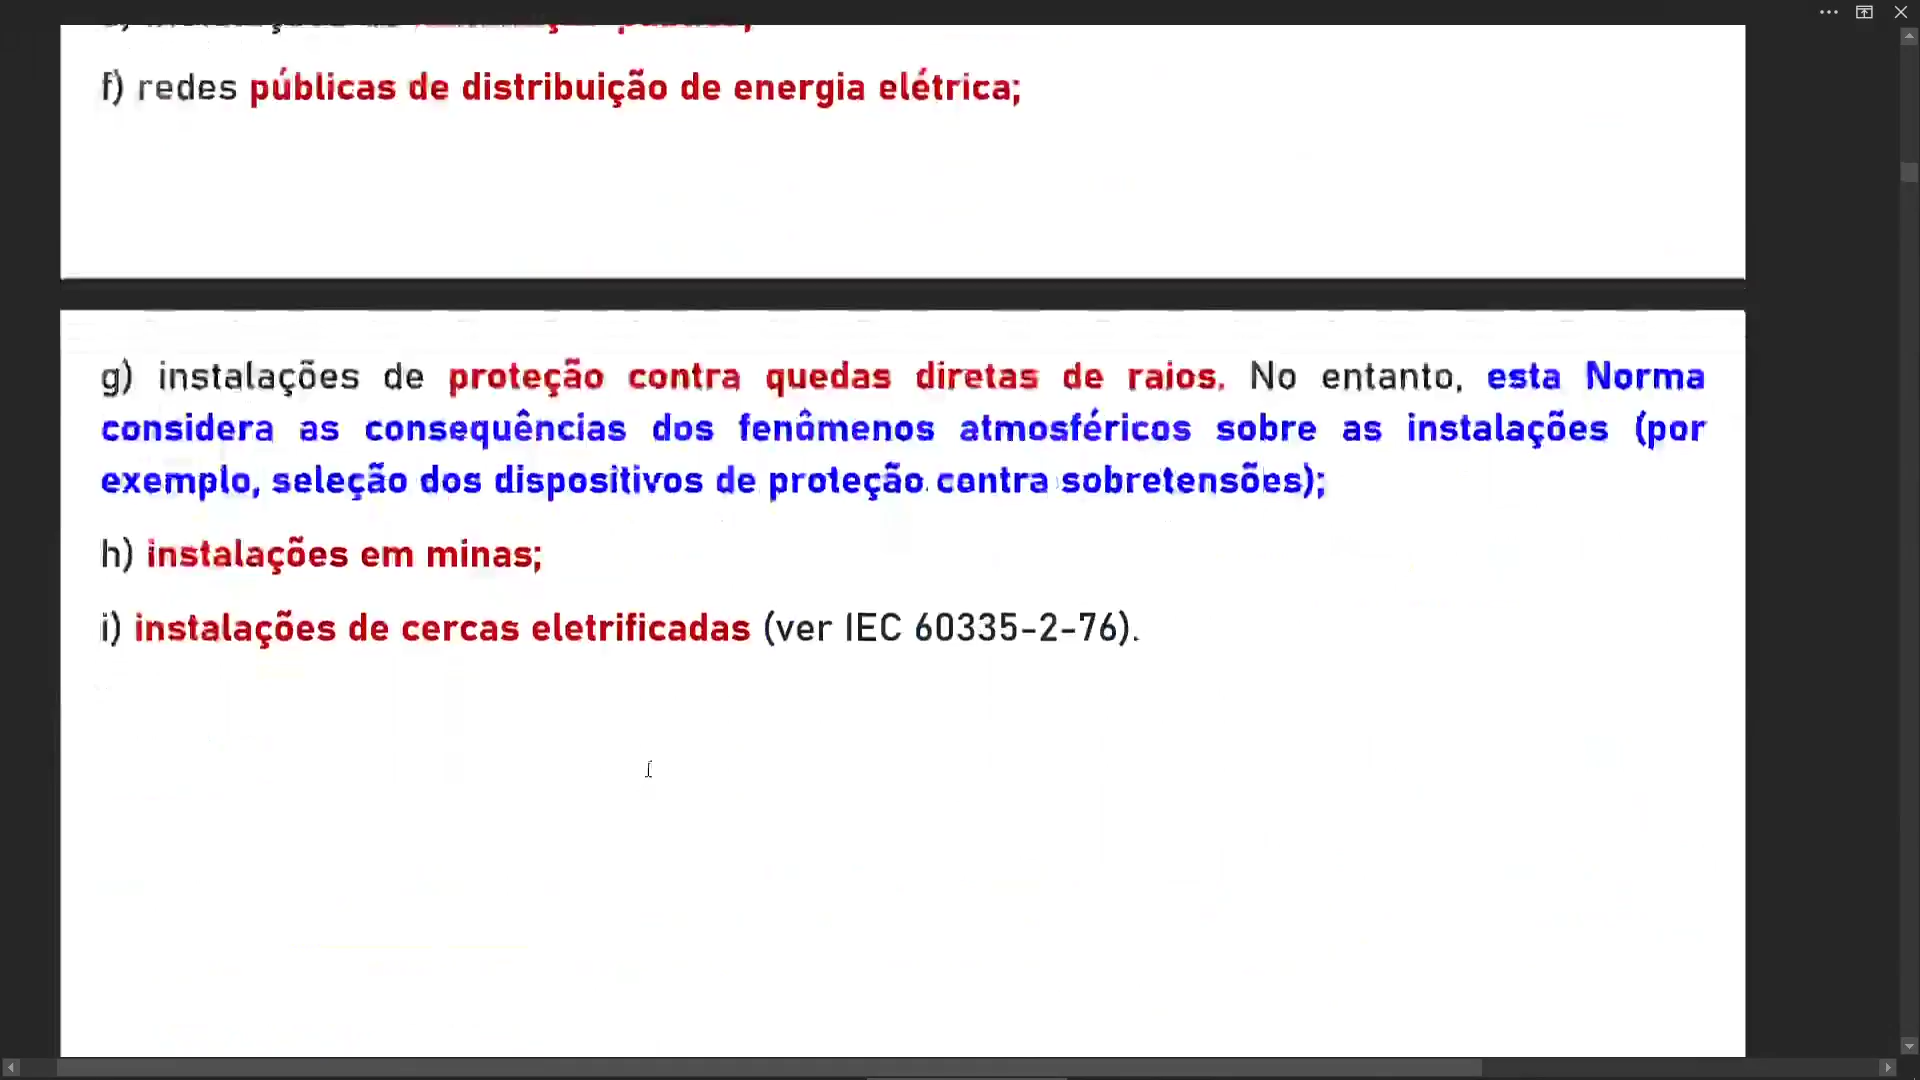 f) redes públicas de distribuição de energia elétrica;
g) instalações de proteção contra quedas diretas de raios. No entanto, esta Norma
considera as consequências dos fenômenos atmosféricos sobre as instalações (por
exemplo, seleção dos dispositivos de proteção contra sobretensões);
h) instalações em minas;
i) instalações de cercas eletrificadas (ver IEC 60335-2-76).